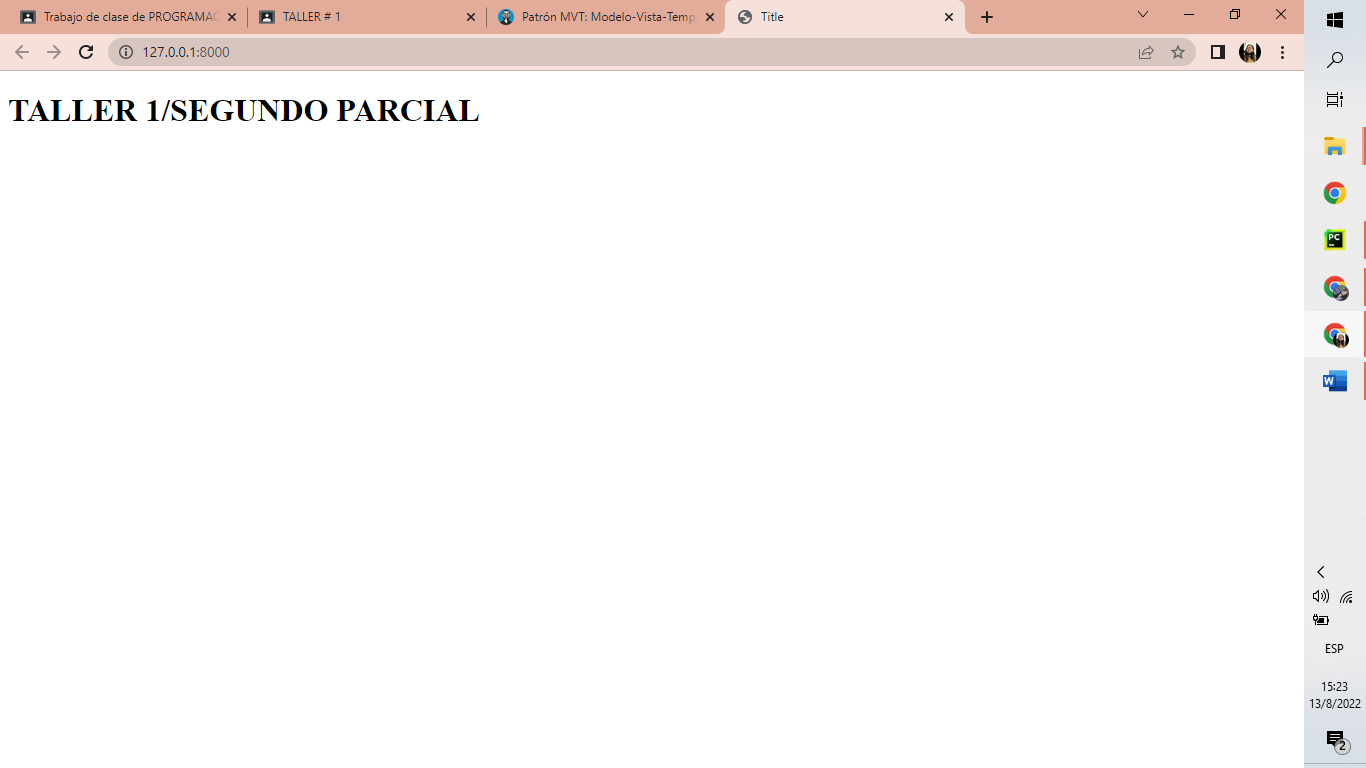 Trabajo de clase de PROGRAMAC
TALLER # 1
Patrón MVT: Modelo-Vista-Temp
Title
127.0.0.1:8000
TALLER 1/SEGUNDO PARCIAL
PC
W
ESP
15:23
13/8/2022
2